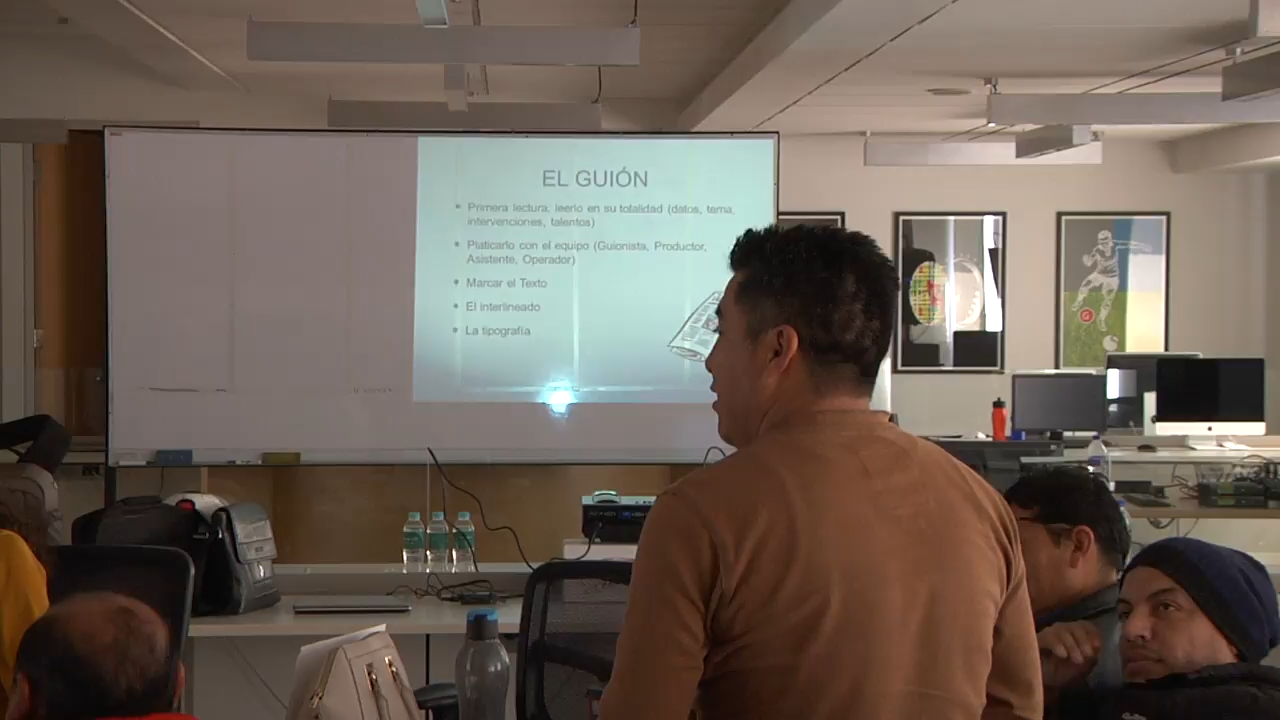 EL GUIÓN
Primera lectura, leerlo en su totalidad (datos, tema,
intervenciones, talentos)
Platicarlo con el equipo (Guionista, Productor,
Asistente, Operador)
Marcar el Texto
El interlineado
La tipografía